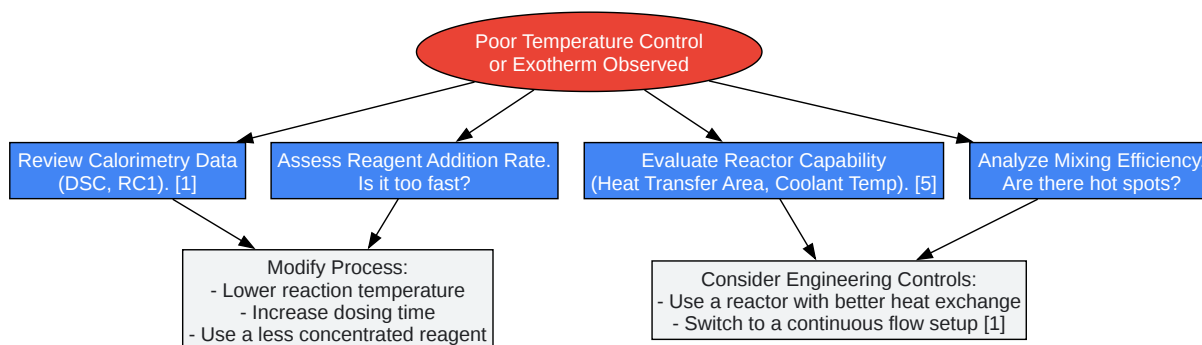 Poor Temperature Control
or Exotherm Observed
Review Calorimetry Data
(DSC, RC1). [1]
Assess Reagent Addition Rate.
Is it too fast?
Evaluate Reactor Capability
(Heat Transfer Area, Coolant Temp). [5]
Analyze Mixing Efficiency
Are there hot spots?
Modify Process:
- Lower reaction temperature
- Increase dosing time
- Use a less concentrated reagent
Consider Engineering Controls:
- Use a reactor with better heat exchange
- Switch to a continuous flow setup [1]